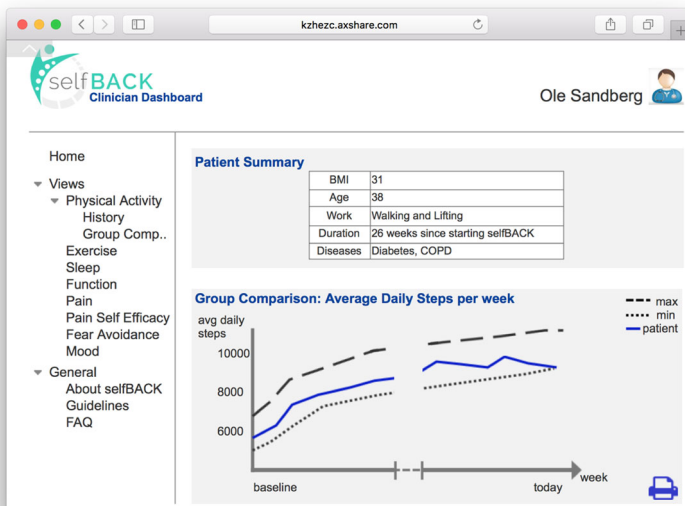 kzhezc.axshare.com
selfBACK
Clinician Dashboard
Ole Sandberg
Home
Views
Physical Activity
History
Group Comp..
Exercise
Sleep
Function
Pain
Pain Self Efficacy
Fear Avoidance
Mood
General
About selfBACK
Guidelines
FAQ
Patient Summary
BMI 31
Age 38
Work Walking and Lifting
Duration 26 weeks since starting selfBACK
Diseases Diabetes, COPD
Group Comparison: Average Daily Steps per week
max
min
patient
avg daily
steps
10000
8000
6000
baseline
today
week